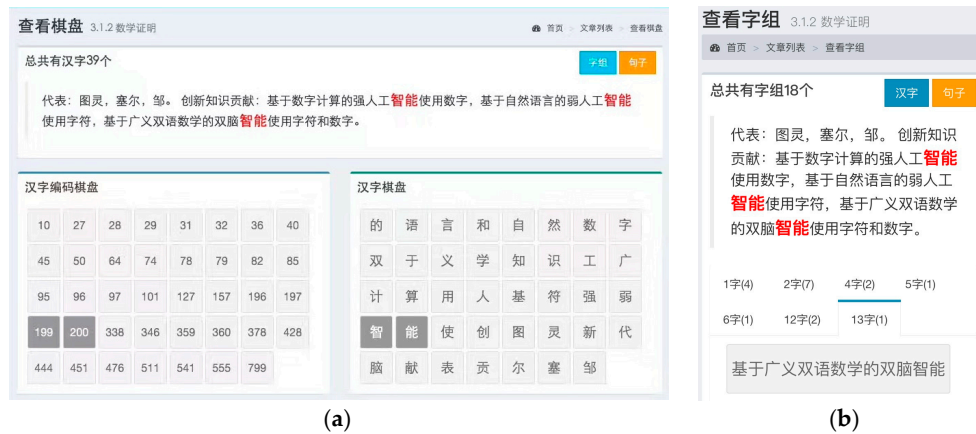 查看棋盘 3.1.2 数学证明
首页 > 文章列表 > 查看棋盘
总共有汉字39个
字组 句子
代表：图灵，塞尔，邹。 创新知识贡献：基于数字计算的强人工智能使用数字，基于自然语言的弱人工智能
使用字符，基于广义双语数学的双脑智能使用字符和数字。
汉字编码棋盘
10 27 28 29 31 32 36 40
45 50 64 74 78 79 82 85
95 96 97 101 127 157 196 197
199 200 338 346 359 360 378 428
444 451 476 511 541 555 799
汉字棋盘
的 语 言 和 自 然 数 字
双 于 义 学 知 识 工 广
计 算 用 人 基 符 强 弱
智 能 使 创 图 灵 新 代
脑 献 表 贡 尔 塞 邹
(a)
查看字组 3.1.2 数学证明
首页 > 文章列表 > 查看字组
总共有字组18个
汉字 句子
代表：图灵，塞尔，邹。 创新知识
贡献：基于数字计算的强人工智能
使用数字，基于自然语言的弱人工
智能使用字符，基于广义双语数学
的双脑智能使用字符和数字。
1字(4) 2字(7) 4字(2) 5字(1)
6字(1) 12字(2) 13字(1)
基于广义双语数学的双脑智能
(b)